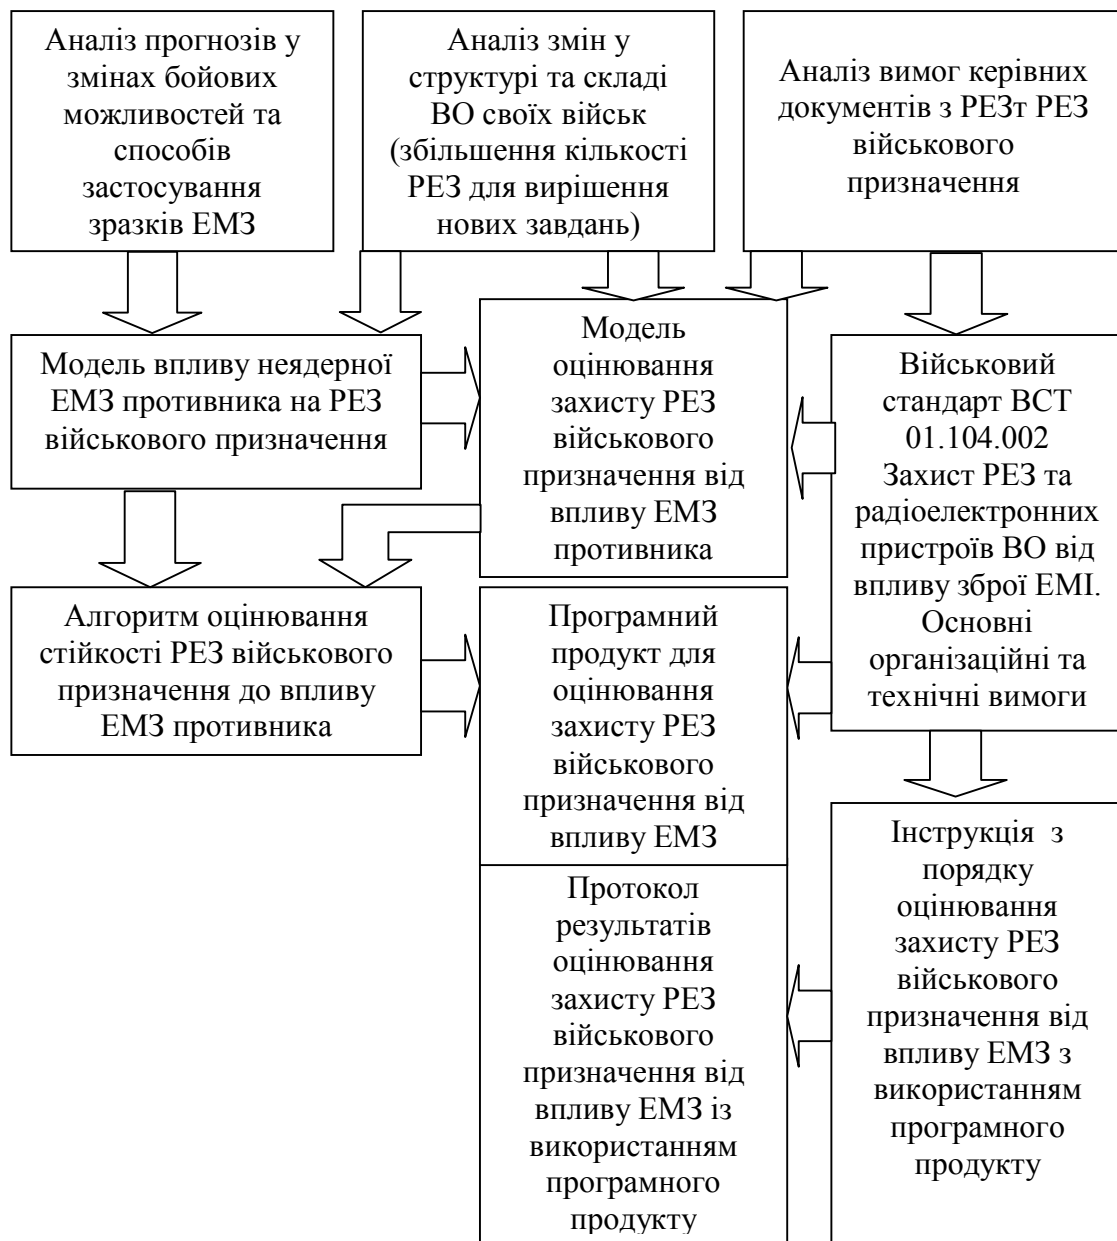 Аналіз прогнозів у
змінах бойових
можливостей та
способів
застосування
зразків ЕМЗ
Аналіз змін у
структурі та складі
ВО своїх військ
(збільшення кількості
РЕЗ для вирішення
нових завдань)
Аналіз вимог керівних
документів з РЕЗт РЕЗ
військового
призначення
Модель впливу неядерної
ЕМЗ противника на РЕЗ
військового призначення
Модель
оцінювання
захисту РЕЗ
військового
призначення від
впливу ЕМЗ
противника
Військовий
стандарт ВСТ
01.104.002
Захист РЕЗ та
радіоелектронних
пристроїв ВО від
впливу зброї ЕМІ.
Основні
організаційні та
технічні вимоги
Алгоритм оцінювання
стійкості РЕЗ військового
призначення до впливу
ЕМЗ противника
Програмний
продукт для
оцінювання
захисту РЕЗ
військового
призначення від
впливу ЕМЗ
Інструкція з
порядку
оцінювання
захисту РЕЗ
військового
призначення від
впливу ЕМЗ з
використанням
програмного
продукту
Протокол
результатів
оцінювання
захисту РЕЗ
військового
призначення від
впливу ЕМЗ із
використанням
програмного
продукту